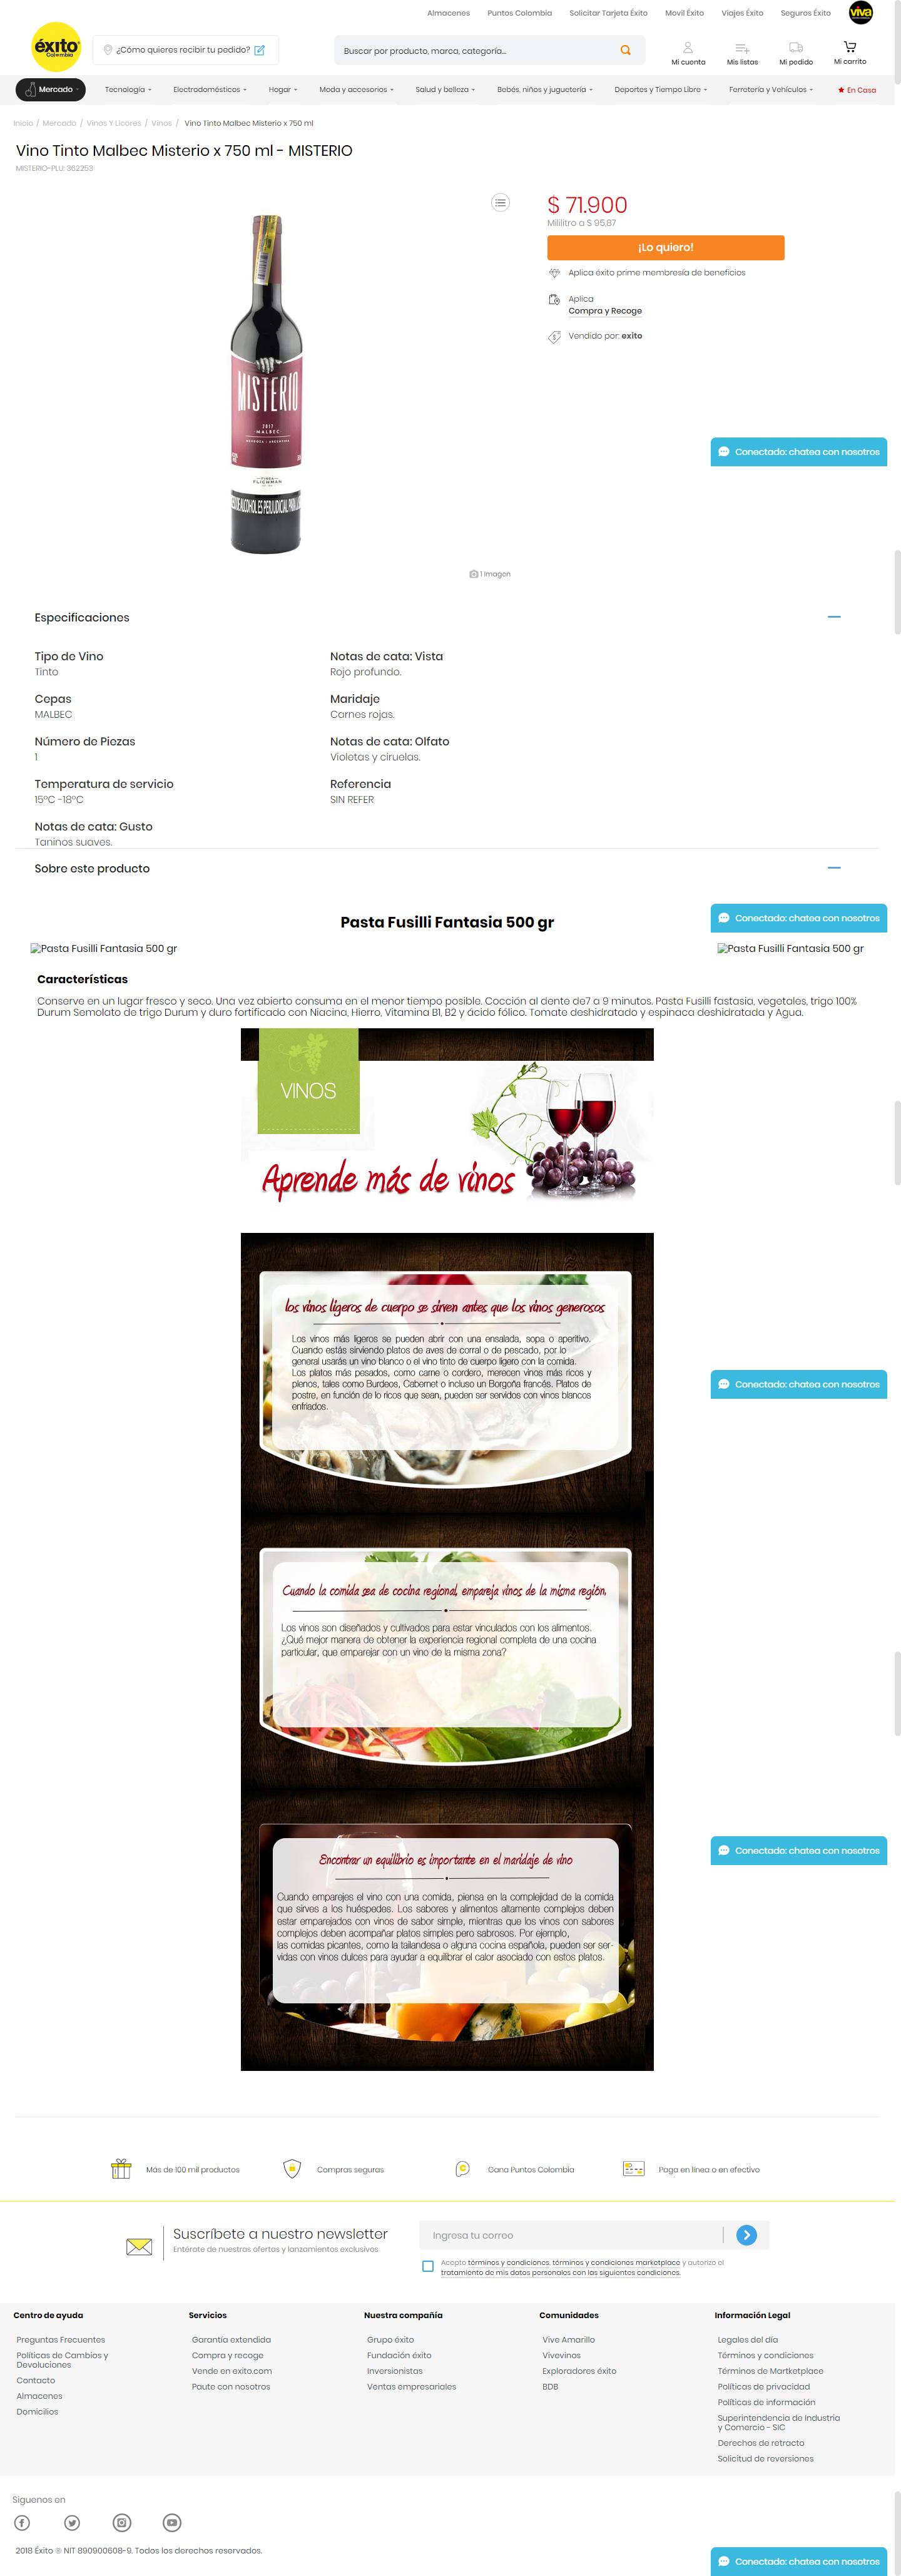 Almacenes Puntos Colombia Solicitar Tarjeta Éxito Movil Éxito Viajes Éxito Seguros Éxito viva
éxito
Colombia
¿Cómo quieres recibir tu pedido?
Buscar por producto, marca, categoría...
Mi cuenta Mis listas Mi pedido Mi carrito
Mercado Tecnología Electrodomésticos Hogar Moda y accesorios Salud y belleza Bebés, niños y juguetería Deportes y Tiempo Libre Ferretería y Vehículos En Casa
Inicio / Mercado / Vinos Y Licores / Vinos / Vino Tinto Malbec Misterio x 750 ml
Vino Tinto Malbec Misterio x 750 ml - MISTERIO
MISTERIO-PLU: 362253
$ 71.900
Mililitro a $ 95,87
¡Lo quiero!
Aplica éxito prime membresía de beneficios
Aplica
Compra y Recoge
Vendido por: exito
MISTERIO
2017
MALBEC
MENDOZA - ARGENTINA
FINCA
FLICHMAN
Conectado: chatea con nosotros
1 Imagen
Especificaciones
Tipo de Vino
Tinto
Notas de cata: Vista
Rojo profundo.
Cepas
MALBEC
Maridaje
Carnes rojas.
Número de Piezas
1
Notas de cata: Olfato
Violetas y ciruelas.
Temperatura de servicio
15°C -18°C
Referencia
SIN REFER
Notas de cata: Gusto
Taninos suaves.
Sobre este producto
Conectado: chatea con nosotros
Pasta Fusilli Fantasia 500 gr
Pasta Fusilli Fantasia 500 gr Pasta Fusilli Fantasia 500 gr
Características
Conserve en un lugar fresco y seco. Una vez abierto consuma en el menor tiempo posible. Cocción al dente de7 a 9 minutos. Pasta Fusilli fastasia, vegetales, trigo 100%
Durum Semolato de trigo Durum y duro fortificado con Niacina, Hierro, Vitamina B1, B2 y ácido fólico. Tomate deshidratado y espinaca deshidratada y Agua.
VINOS
Aprende más de vinos
los vinos ligeros de cuerpo se sirven antes que los vinos generosos
Los vinos más ligeros se pueden abrir con una ensalada, sopa o aperitivo.
Cuando estás sirviendo platos de aves de corral o de pescado, por lo
general usarás un vino blanco o el vino tinto de cuerpo ligero con la comida.
Los platos más pesados, como carne o cordero, merecen vinos más ricos y
plenos, tales como Burdeos, Cabernet o incluso un Borgoña francés. Platos de
postre, en función de lo ricos que sean, pueden ser servidos con vinos blancos
enfriados.
Conectado: chatea con nosotros
Cuando la comida sea de cocina regional, empareja vinos de la misma región,
Los vinos son diseñados y cultivados para estar vinculados con los alimentos.
¿Qué mejor manera de obtener la experiencia regional completa de una cocina
particular, que emparejar con un vino de la misma zona?
Conectado: chatea con nosotros
Encontrar un equilibrio es importante en el maridaje de vino
Cuando emparejes el vino con una comida, piensa en la complejidad de la comida
que sirves a los huéspedes. Los sabores y alimentos altamente complejos deben
estar emparejados con vinos de sabor simple, mientras que los vinos con sabores
complejos deben acompañar platos simples pero sabrosos. Por ejemplo,
las comidas picantes, como la tailandesa o alguna cocina española, pueden ser ser-
vidas con vinos dulces para ayudar a equilibrar el calor asociado con estos platos.
Más de 100 mil productos Compras seguras Gana Puntos Colombia Paga en línea o en efectivo
Suscríbete a nuestro newsletter
Entérate de nuestras ofertas y lanzamientos exclusivos
Ingresa tu correo
Acepto términos y condiciones, términos y condiciones marketplace y autorizo el
tratamiento de mis datos personales con las siguientes condiciones.
Centro de ayuda
Preguntas Frecuentes
Políticas de Cambios y
Devoluciones
Contacto
Almacenes
Domicilios
Servicios
Garantía extendida
Compra y recoge
Vende en exito.com
Paute con nosotros
Nuestra compañía
Grupo éxito
Fundación éxito
Inversionistas
Ventas empresariales
Comunidades
Vive Amarillo
Vivevinos
Exploradores éxito
BDB
Información Legal
Legales del día
Términos y condiciones
Términos de Martketplace
Políticas de privacidad
Políticas de información
Superintendencia de Industria
y Comercio - SIC
Derechos de retracto
Solicitud de reversiones
Síguenos en
2018 Éxito ® NIT 890900608-9. Todos los derechos reservados.
Conectado: chatea con nosotros